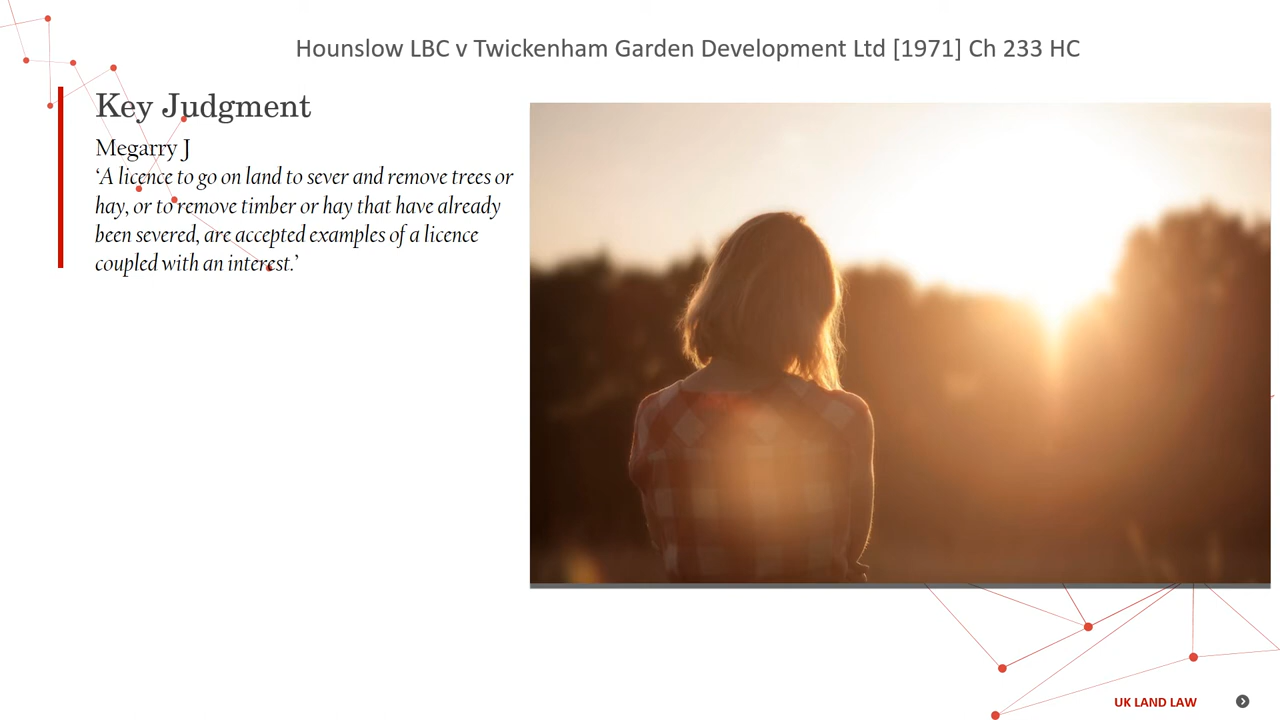 Hounslow LBC v Twickenham Garden Development Ltd [1971] Ch 233 HC
Key Judgment
Megarry J
‘A licence to go on land to sever and remove trees or
hay, or to remove timber or hay that have already
been severed, are accepted examples of a licence
coupled with an interest.’
UK LAND LAW